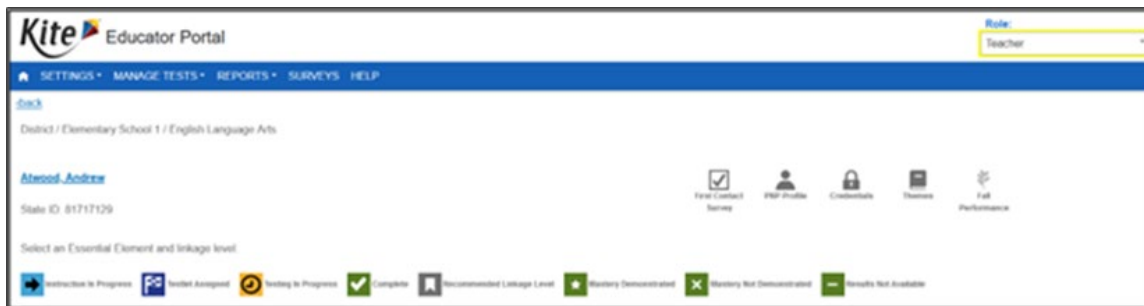 Kite Educator Portal
Role:
Teacher
SETTINGS MANAGE TESTS REPORTS SURVEYS HELP
‹back
District / Elementary School 1 / English Language Arts
Atwood, Andrew
First Contact Survey
PNP Profile
Credentials
Themes
Fall Performance
State ID: 81717129
Select an Essential Element and linkage level
Instruction In Progress Testlet Assigned Testing In Progress Complete Recommended Linkage Level Mastery Demonstrated Mastery Not Demonstrated Results Not Available